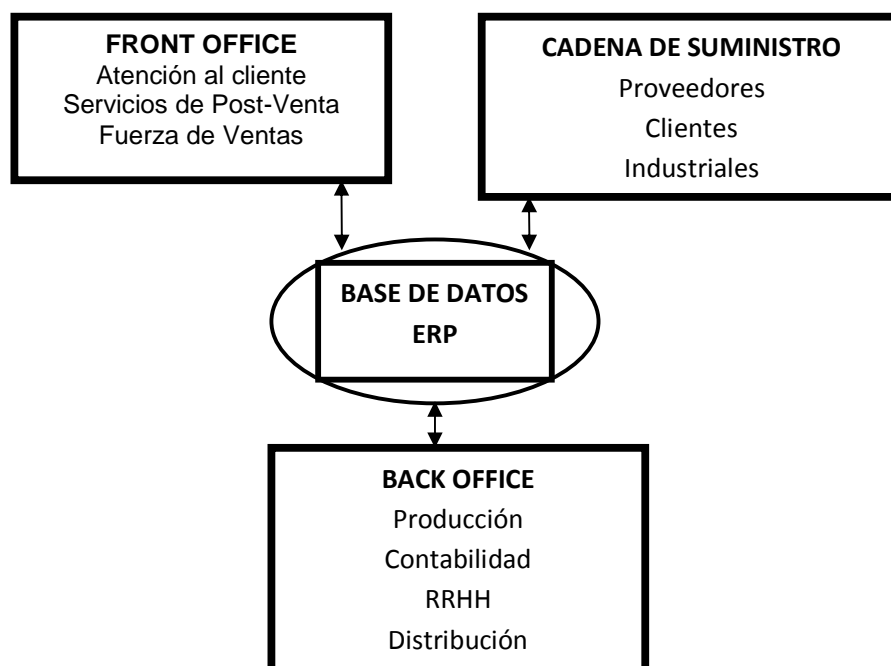 FRONT OFFICE
Atención al cliente
Servicios de Post-Venta
Fuerza de Ventas
CADENA DE SUMINISTRO
Proveedores
Clientes
Industriales
BASE DE DATOS
ERP
BACK OFFICE
Producción
Contabilidad
RRHH
Distribución